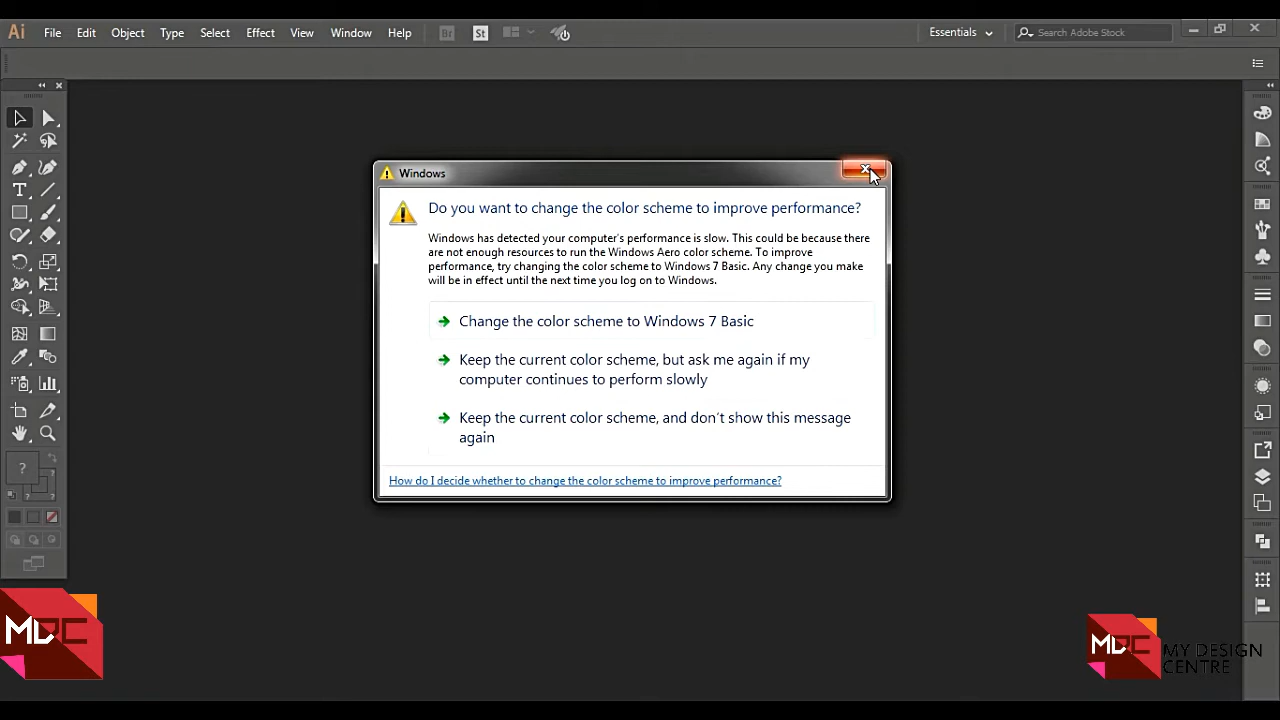 Ai File Edit Object Type Select Effect View Window Help Br St Essentials Search Adobe Stock
Windows
Do you want to change the color scheme to improve performance?
Windows has detected your computer's performance is slow. This could be because there
are not enough resources to run the Windows Aero color scheme. To improve
performance, try changing the color scheme to Windows 7 Basic. Any change you make
will be in effect until the next time you log on to Windows.
Change the color scheme to Windows 7 Basic
Keep the current color scheme, but ask me again if my
computer continues to perform slowly
Keep the current color scheme, and don't show this message
again
How do I decide whether to change the color scheme to improve performance?
MDC
MDC
MY DESIGN
CENTRE